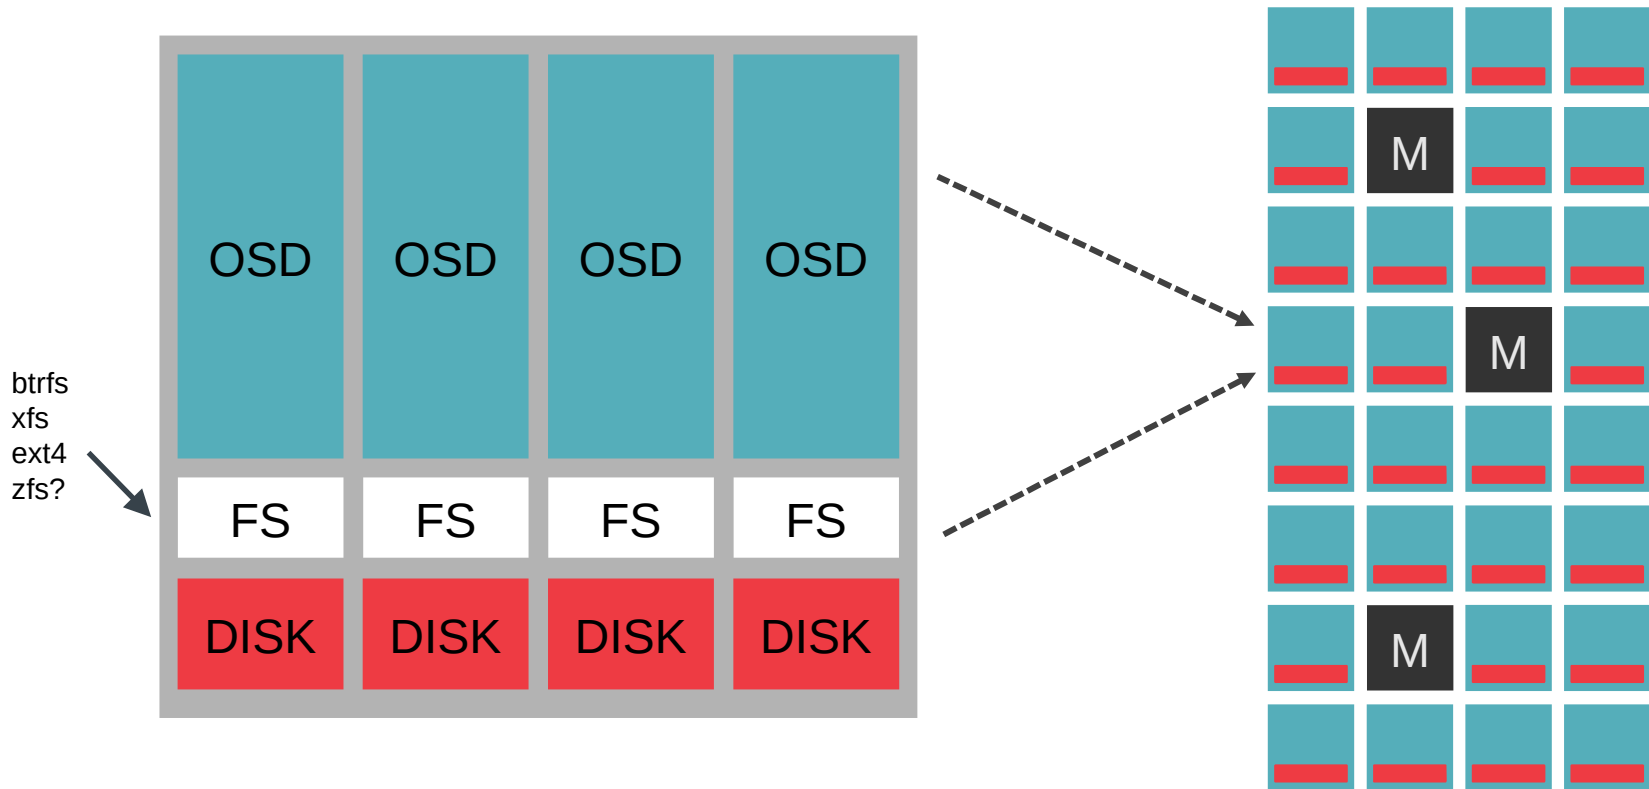 OSD OSD OSD OSD
btrfs
xfs
ext4
zfs?
FS FS FS FS
DISK DISK DISK DISK
M
M
M